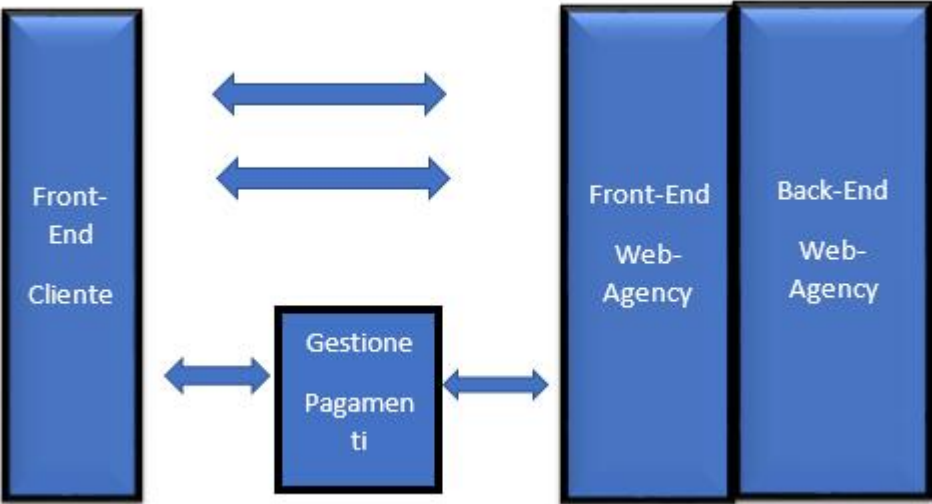 Front-
End
Cliente
Gestione
Pagamen
ti
Front-End
Web-
Agency
Back-End
Web-
Agency